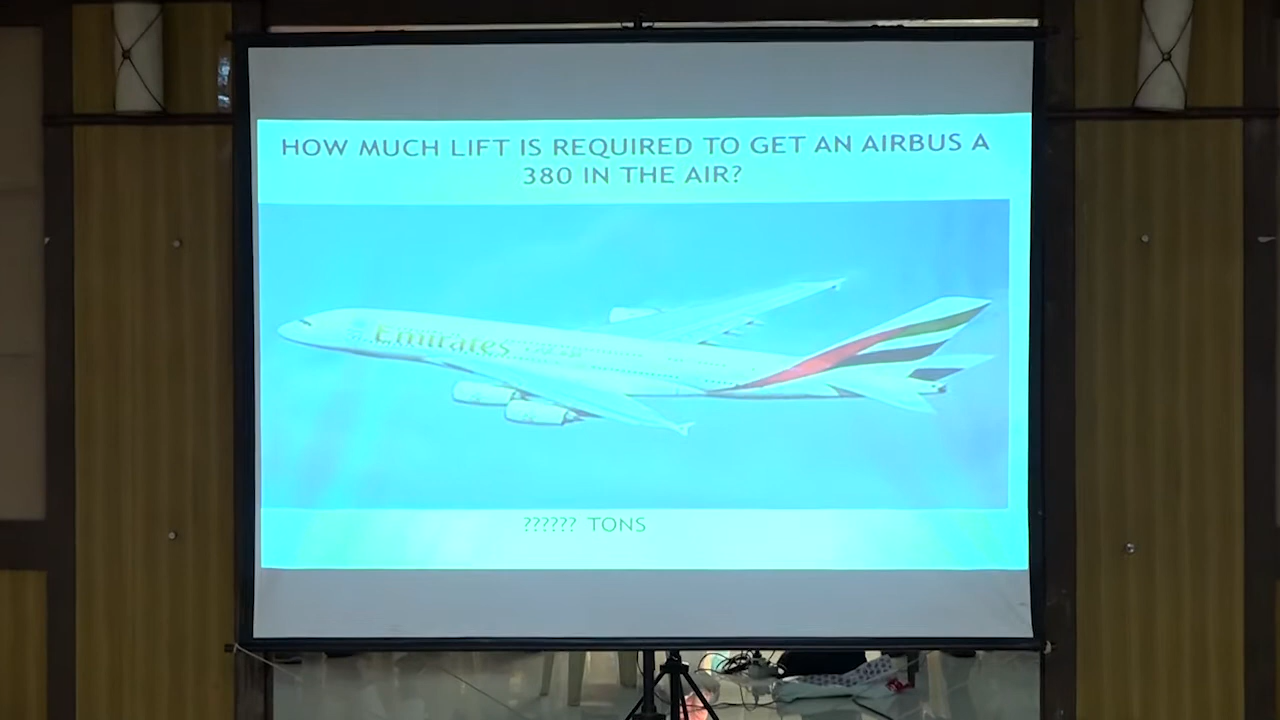 HOW MUCH LIFT IS REQUIRED TO GET AN AIRBUS A
380 IN THE AIR?
Emirates
?????? TONS